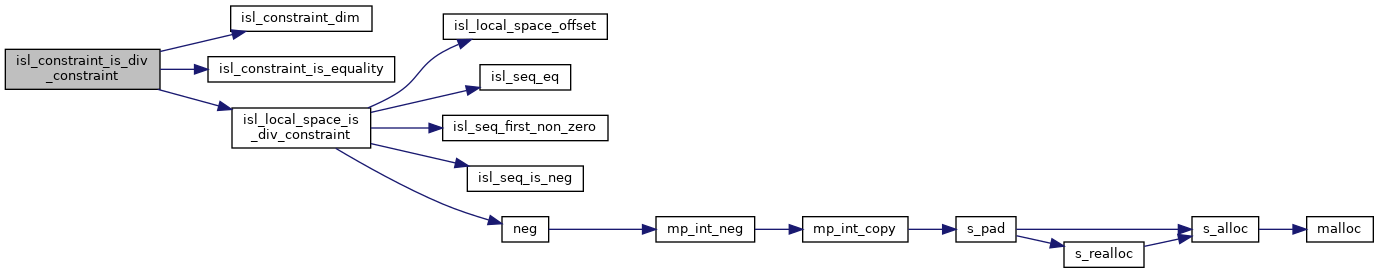 isl_constraint_is_div
_constraint
isl_constraint_dim
isl_constraint_is_equality
isl_local_space_is
_div_constraint
isl_local_space_offset
isl_seq_eq
isl_seq_first_non_zero
isl_seq_is_neg
neg
mp_int_neg
mp_int_copy
s_pad
s_realloc
s_alloc
malloc